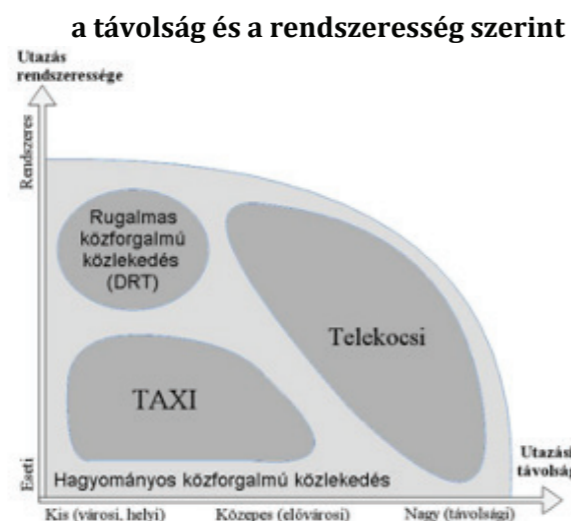 a távolság és a rendszeresség szerint
Utazás
rendszeressége
Rendszeres
Rugalmas
közforgalmú
közlekedés
(DRT)
Telekocsi
TAXI
Eseti
Hagyományos közforgalmú közlekedés
Utazási
távolság
Kis (városi, helyi)
Közepes (elővárosi)
Nagy (távolsági)